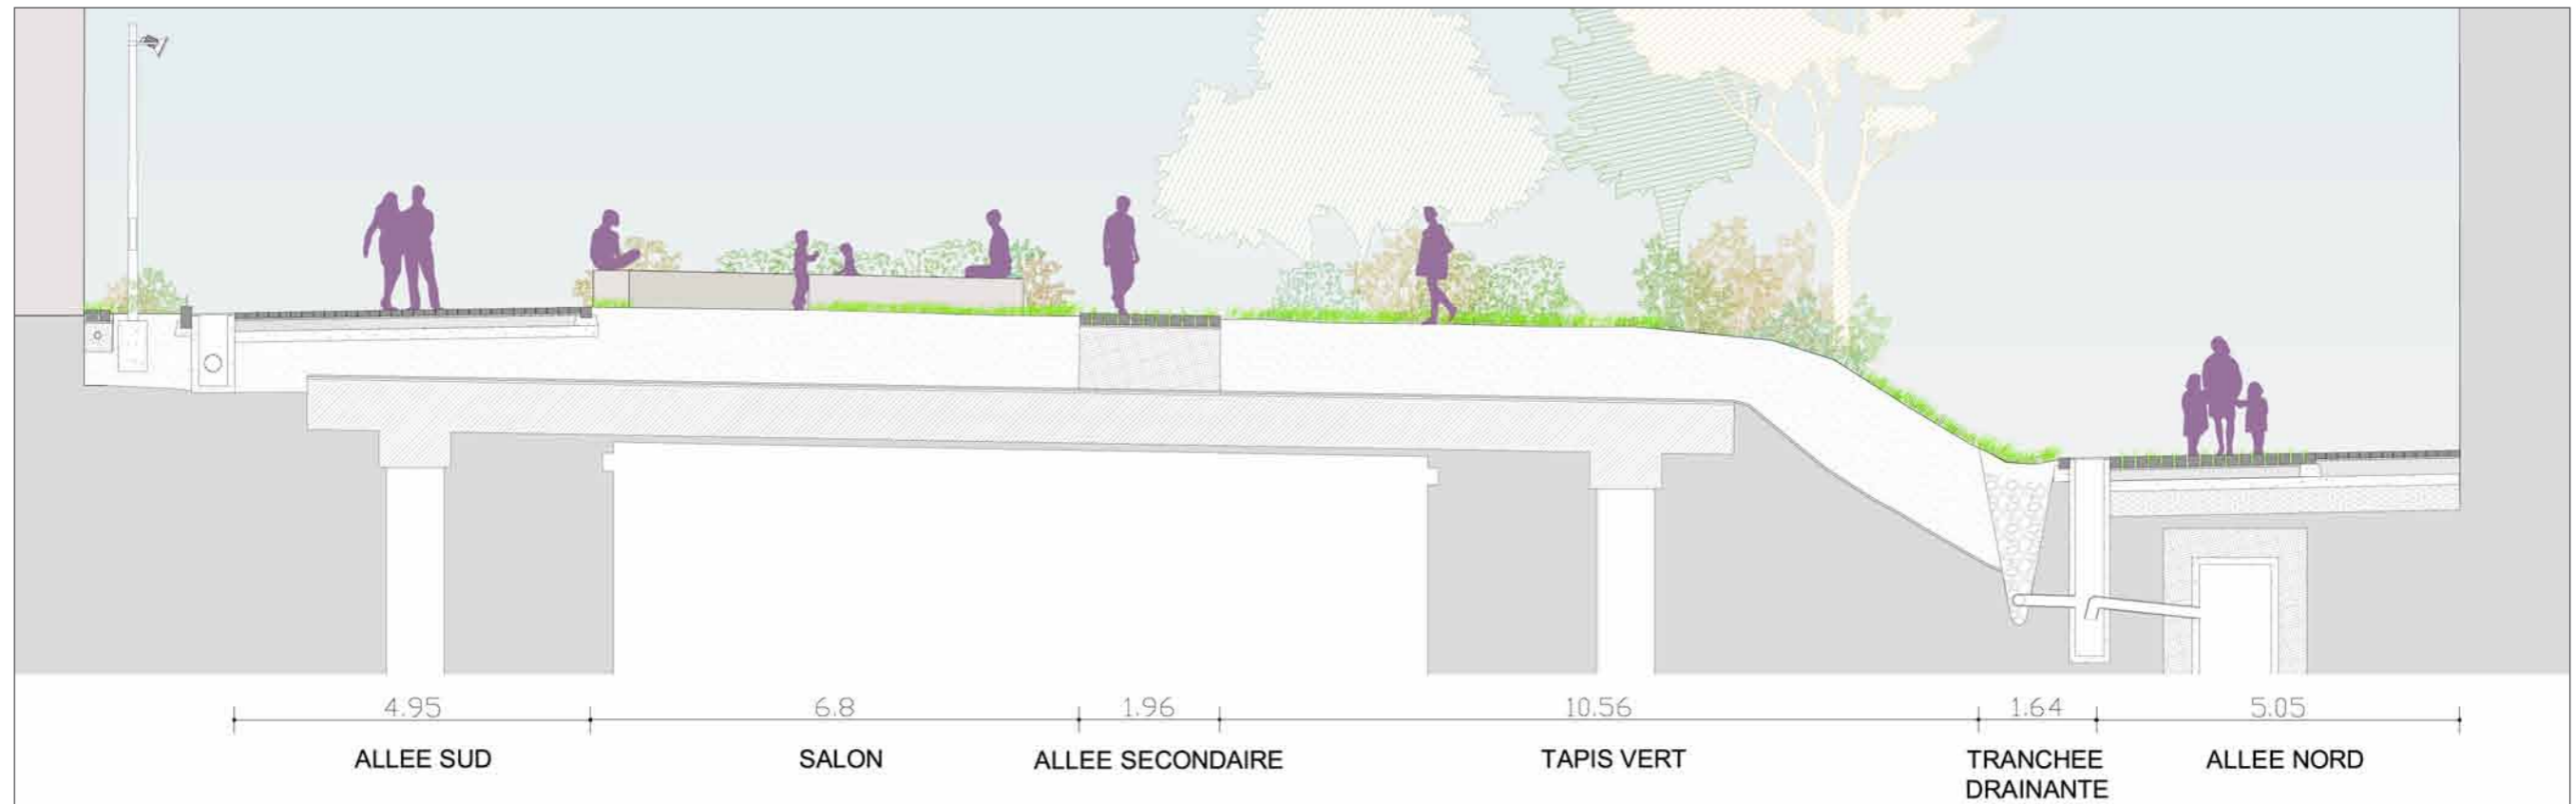 4.95 6.8 1.96 10.56 1.64 5.05
ALLEE SUD SALON ALLEE SECONDAIRE TAPIS VERT TRANCHEE ALLEE NORD
DRAINANTE